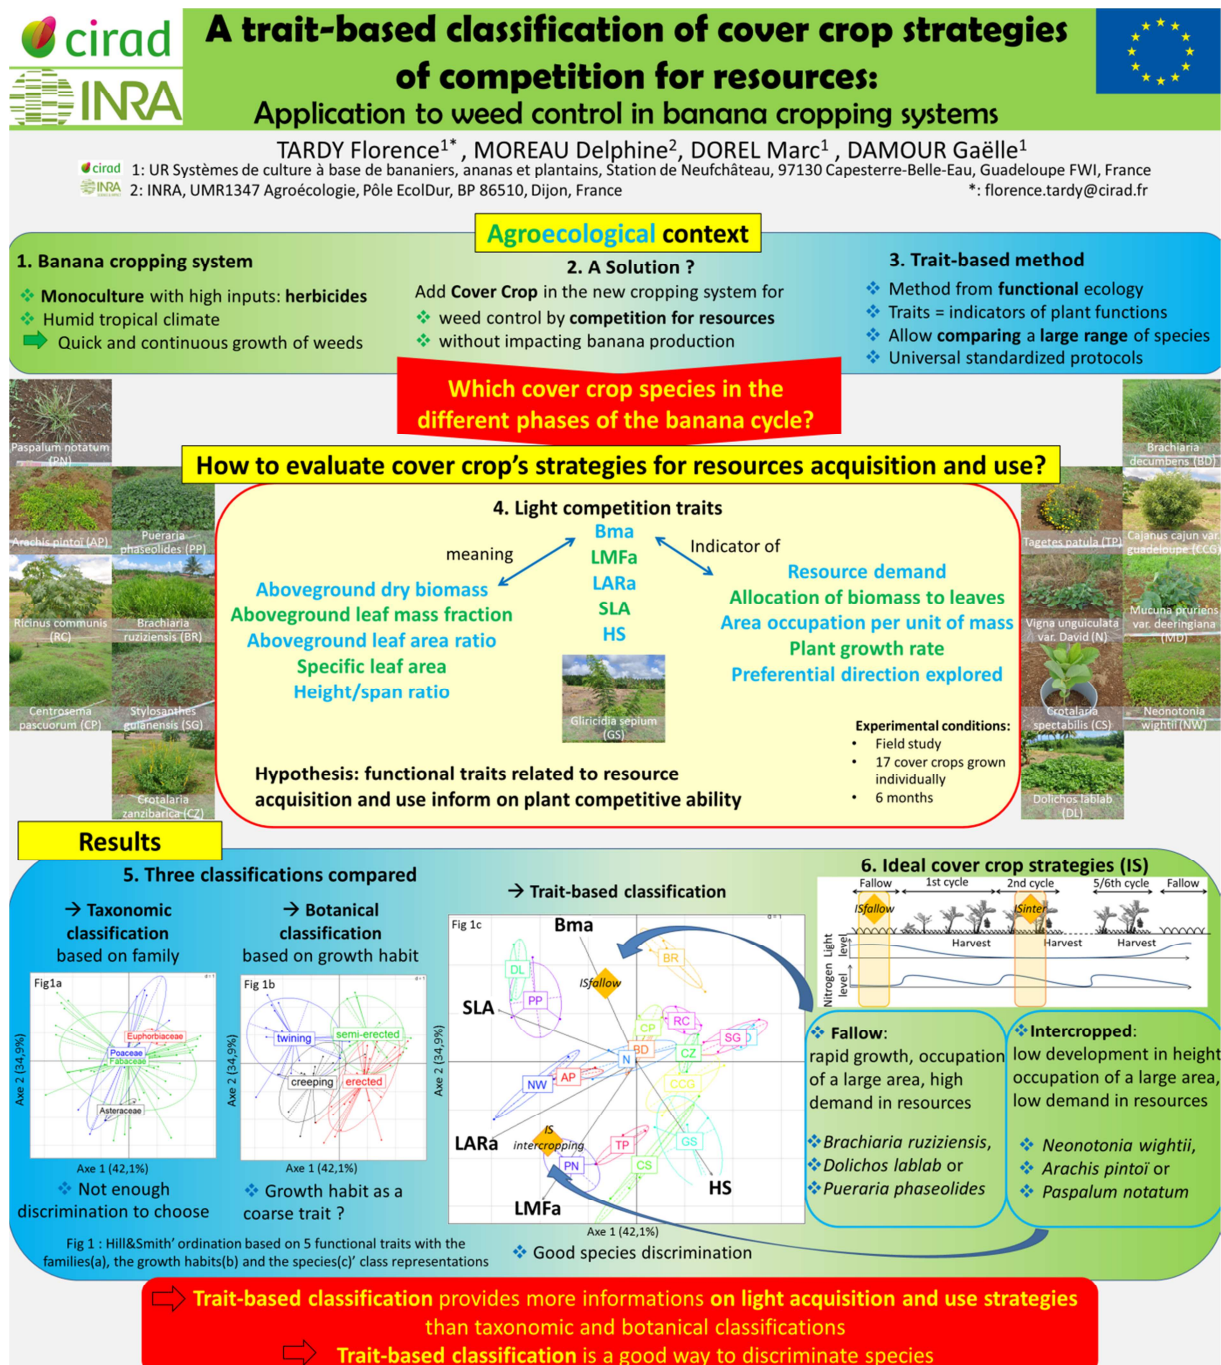 cirad
INRA
A trait-based classification of cover crop strategies
of competition for resources:
Application to weed control in banana cropping systems
TARDY Florence1* , MOREAU Delphine2, DOREL Marc1 , DAMOUR Gaëlle1
cirad 1: UR Systèmes de culture à base de bananiers, ananas et plantains, Station de Neufchâteau, 97130 Capesterre-Belle-Eau, Guadeloupe FWI, France
INRA 2: INRA, UMR1347 Agroécologie, Pôle EcolDur, BP 86510, Dijon, France
*: florence.tardy@cirad.fr
Agroecological context
1. Banana cropping system
Monoculture with high inputs: herbicides
Humid tropical climate
Quick and continuous growth of weeds
2. A Solution ?
Add Cover Crop in the new cropping system for
weed control by competition for resources
without impacting banana production
3. Trait-based method
Method from functional ecology
Traits = indicators of plant functions
Allow comparing a large range of species
Universal standardized protocols
Which cover crop species in the
different phases of the banana cycle?
How to evaluate cover crop's strategies for resources acquisition and use?
Paspalum notatum
(PN)
Arachis pintoï (AP)
Pueraria
phaseolides (PP)
Ricinus communis
(RC)
Brachiaria
ruziziensis (BR)
Centrosema
pascuorum (CP)
Stylosanthes
guianensis (SG)
Crotalaria
zanzibarica (CZ)
4. Light competition traits
meaning
Indicator of
Bma
LMFa
LARa
SLA
HS
Aboveground dry biomass
Aboveground leaf mass fraction
Aboveground leaf area ratio
Specific leaf area
Height/span ratio
Resource demand
Allocation of biomass to leaves
Area occupation per unit of mass
Plant growth rate
Preferential direction explored
Gliricidia sepium
(GS)
Hypothesis: functional traits related to resource
acquisition and use inform on plant competitive ability
Experimental conditions:
• Field study
• 17 cover crops grown
individually
• 6 months
Brachiaria
decumbens (BD)
Tagetes patula (TP)
Cajanus cajun var.
guadeloupe (CCG)
Vigna unguiculata
var. David (N)
Mucuna pruriens
var. deeringiana
(MD)
Crotalaria
spectabilis (CS)
Neonotonia
wightii (NW)
Dolichos lablab
(DL)
Results
5. Three classifications compared
→ Taxonomic
classification
based on family
Fig1a
d = 1
Euphorbiaceae
Poaceae
Fabaceae
Asteraceae
Axe 2 (34,9%)
Axe 1 (42,1%)
Not enough
discrimination to choose
→ Botanical
classification
based on growth habit
Fig 1b
d = 1
twining
semi-erected
creeping
erected
Axe 2 (34,9%)
Axe 1 (42,1%)
Growth habit as a
coarse trait ?
Fig 1 : Hill&Smith' ordination based on 5 functional traits with the
families(a), the growth habits(b) and the species(c)' class representations
→ Trait-based classification
Fig 1c
d = 1
Bma
SLA
LARa
LMFa
HS
ISfallow
IS
intercropping
DL
PP
BR
CP
RC
SG
BD
CZ
N
NW
AP
CCG
PN
TP
CS
GS
Axe 2 (34,9%)
Axe 1 (42,1%)
Good species discrimination
6. Ideal cover crop strategies (IS)
Fallow
1st cycle
2nd cycle
5/6th cycle
Fallow
ISfallow
ISinter
Harvest
Harvest
Harvest
Light
level
Nitrogen
level
Fallow:
rapid growth, occupation
of a large area, high
demand in resources
Brachiaria ruziziensis,
Dolichos lablab or
Pueraria phaseolides
Intercropped:
low development in height
occupation of a large area,
low demand in resources
Neonotonia wightii,
Arachis pintoï or
Paspalum notatum
Trait-based classification provides more informations on light acquisition and use strategies
than taxonomic and botanical classifications
Trait-based classification is a good way to discriminate species